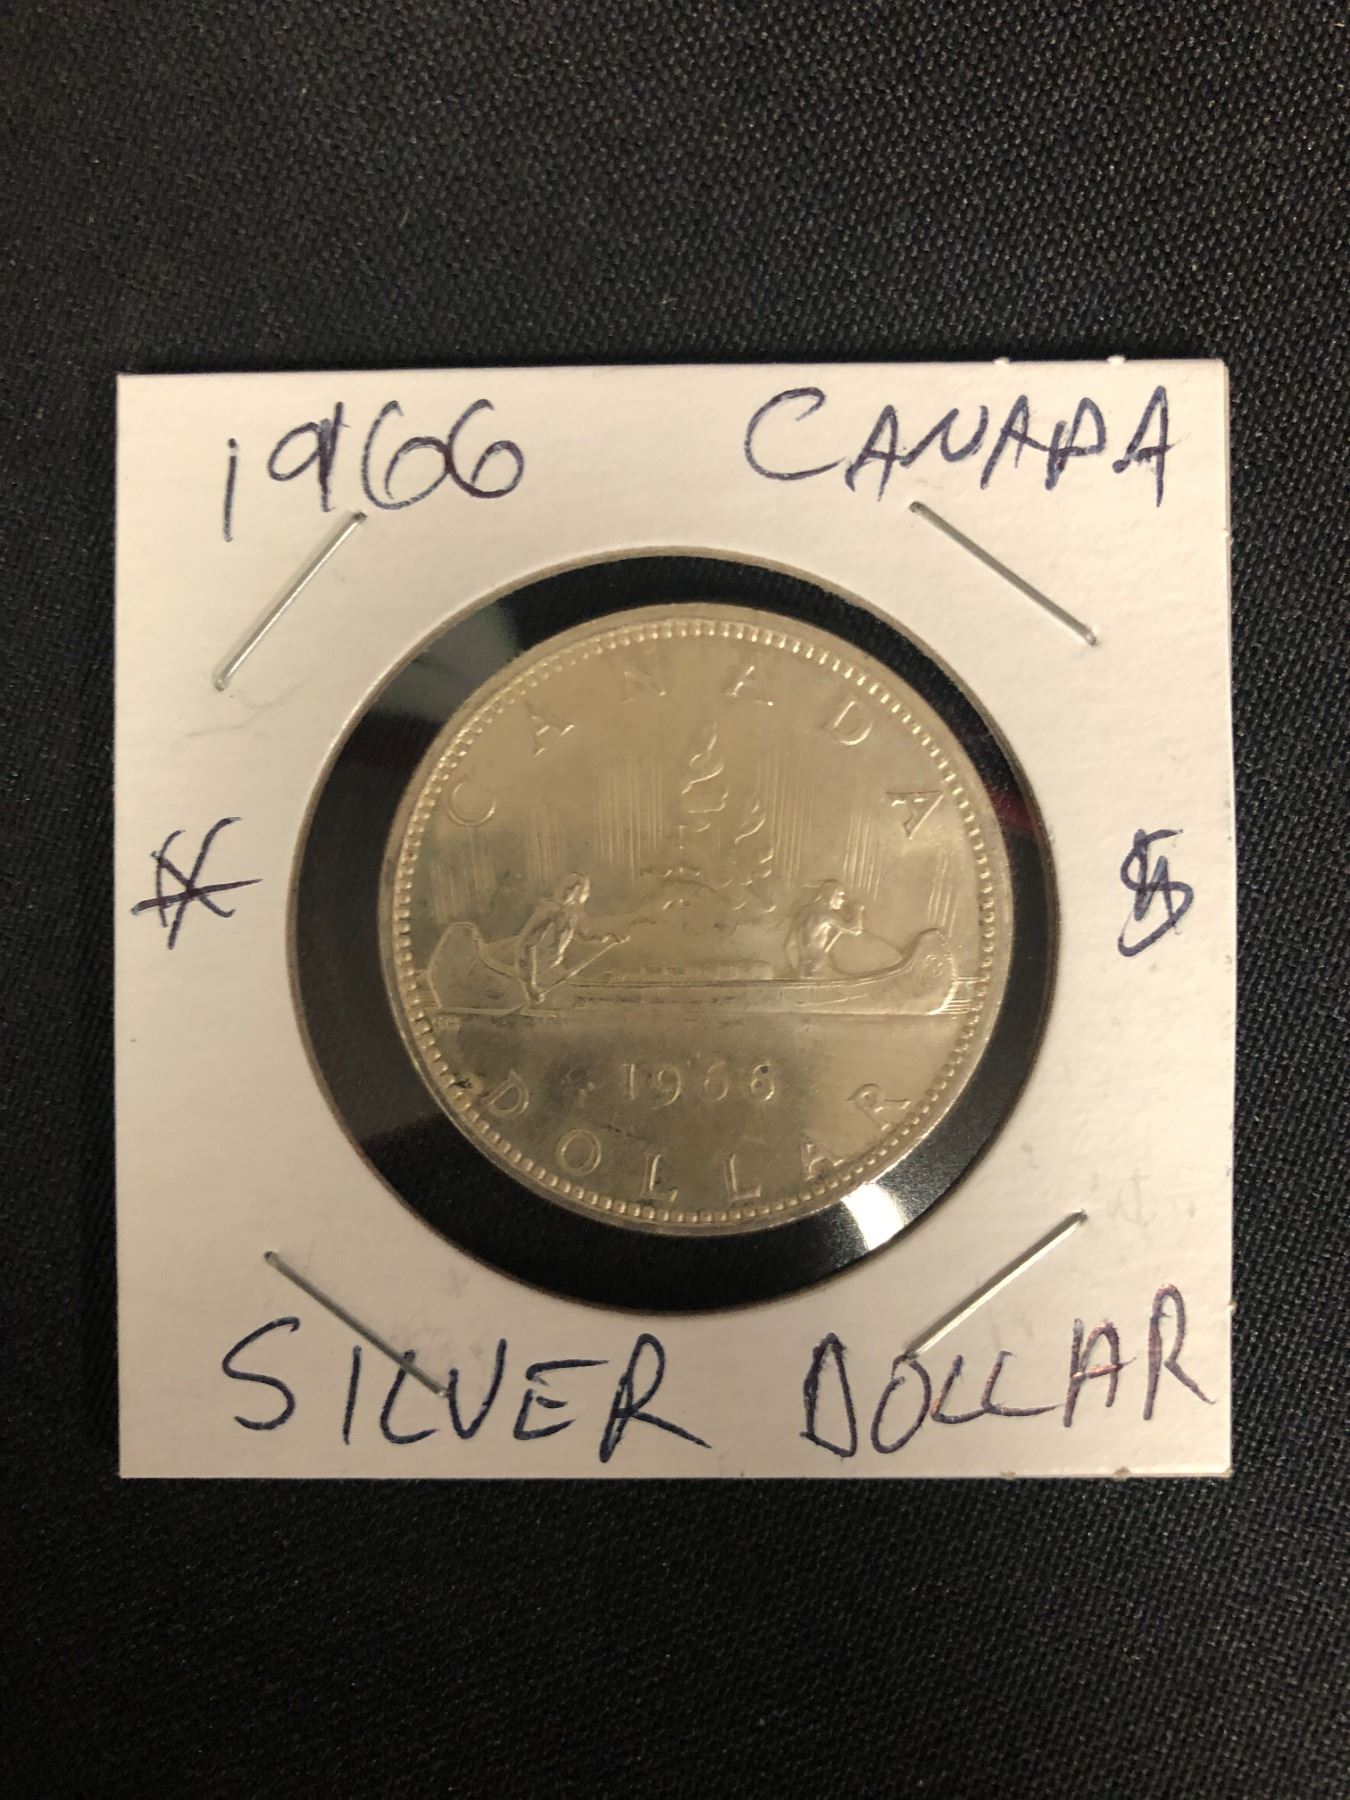 1966 CANADA
CANADA
1966
DOLLAR
$
SILVER DOLLAR